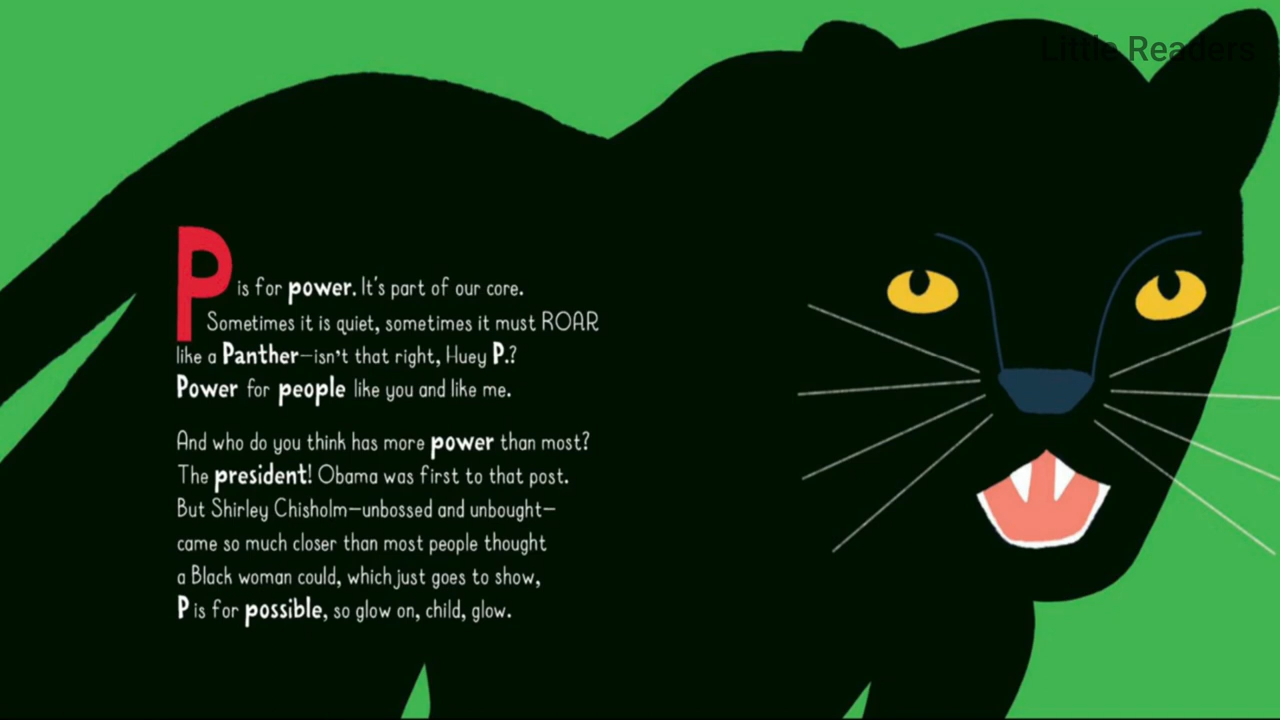 Little Readers
P is for power. It's part of our core.
Sometimes it is quiet, sometimes it must ROAR
like a Panther—isn't that right, Huey P.?
Power for people like you and like me.
And who do you think has more power than most?
The president! Obama was first to that post.
But Shirley Chisholm—unbossed and unbought—
came so much closer than most people thought
a Black woman could, which just goes to show,
P is for possible, so glow on, child, glow.